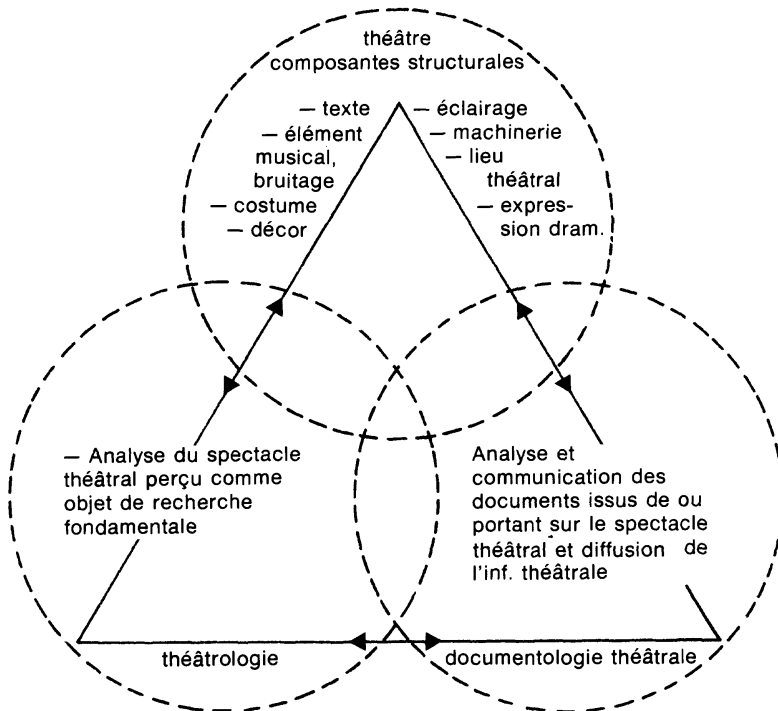 théâtre
composantes structurales
— texte
— élément
musical,
bruitage
— costume
— décor
— éclairage
— machinerie
— lieu
théâtral
— expres-
sion dram.
— Analyse du spectacle
théâtral perçu comme
objet de recherche
fondamentale
Analyse et
communication des
documents issus de ou
portant sur le spectacle
théâtral et diffusion de
l'inf. théâtrale
théâtrologie
documentologie théâtrale